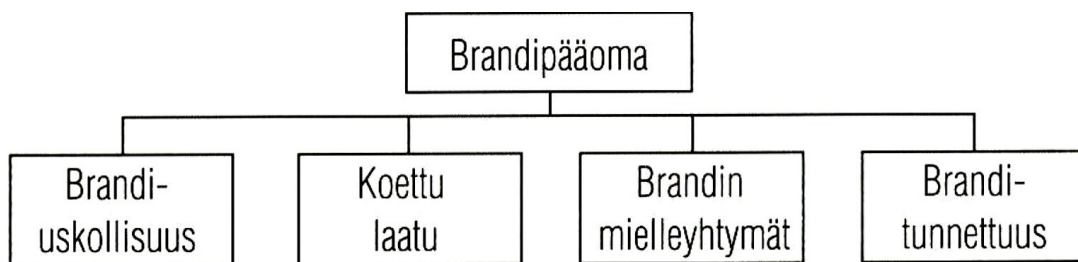 Brandipääoma
Brandi-
uskollisuus
Koettu
laatu
Brandin
mielleyhtymät
Brandi-
tunnettuus